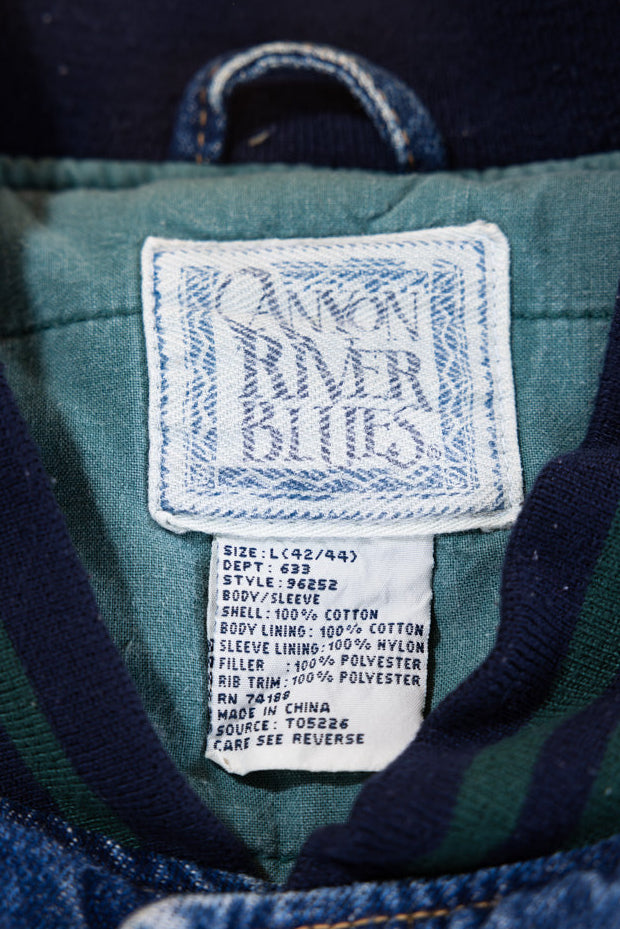 CANYON
RIVER
BLUES®
SIZE: L(42/44)
DEPT: 633
STYLE: 96252
BODY/SLEEVE
SHELL: 100% COTTON
BODY LINING: 100% COTTON
SLEEVE LINING: 100% NYLON
FILLER : 100% POLYESTER
RIB TRIM: 100% POLYESTER
RN 74188
MADE IN CHINA
SOURCE: T05226
CARE SEE REVERSE